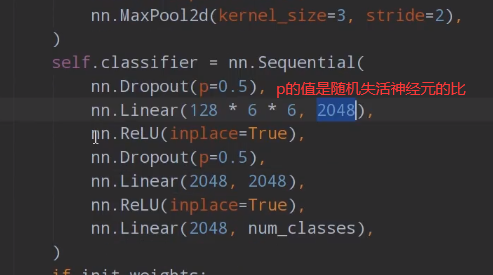 nn.MaxPool2d(kernel_size=3, stride=2),
)
self.classifier = nn.Sequential(
nn.Dropout(p=0.5), p的值是随机失活神经元的比
nn.Linear(128 * 6 * 6, 2048),
nn.ReLU(inplace=True),
nn.Dropout(p=0.5),
nn.Linear(2048, 2048),
nn.ReLU(inplace=True),
nn.Linear(2048, num_classes),
)
if init_weights: